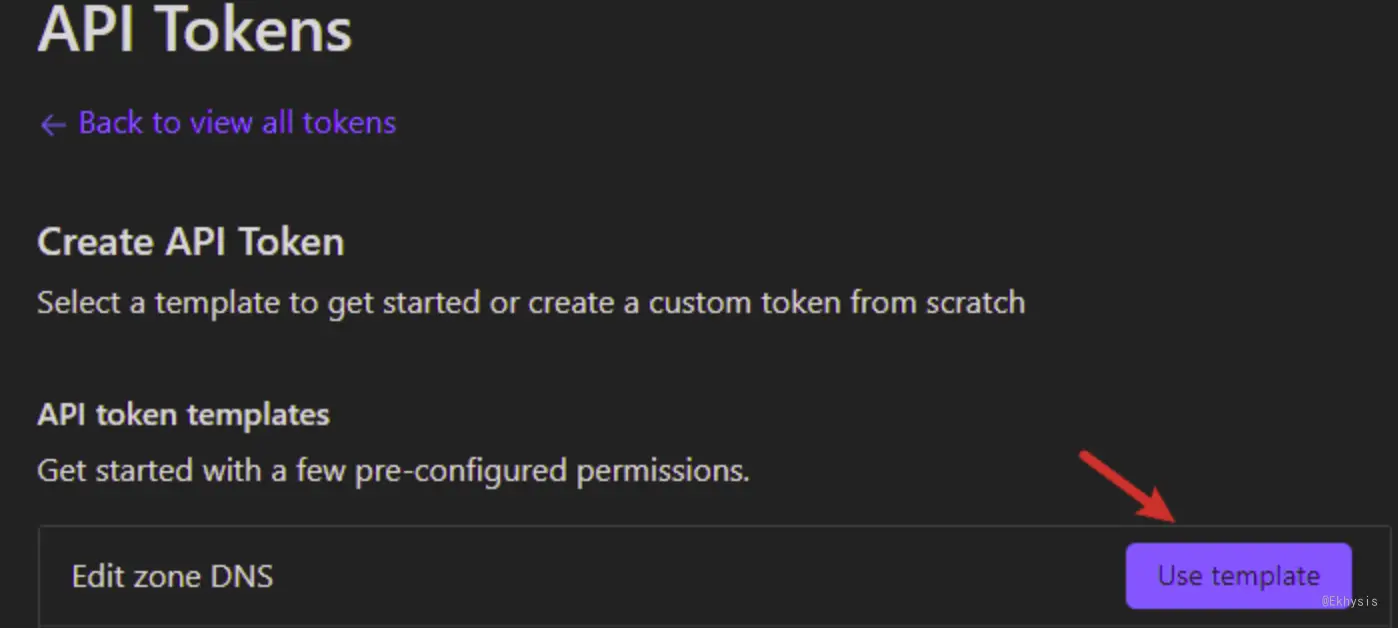 API Tokens
← Back to view all tokens
Create API Token
Select a template to get started or create a custom token from scratch
API token templates
Get started with a few pre-configured permissions.
Edit zone DNS
Use template
@Ekhysis